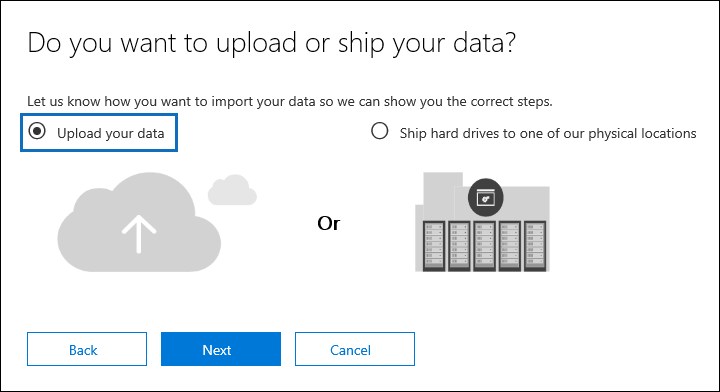 Do you want to upload or ship your data?
Let us know how you want to import your data so we can show you the correct steps.
Upload your data
Ship hard drives to one of our physical locations
Or
Back
Next
Cancel